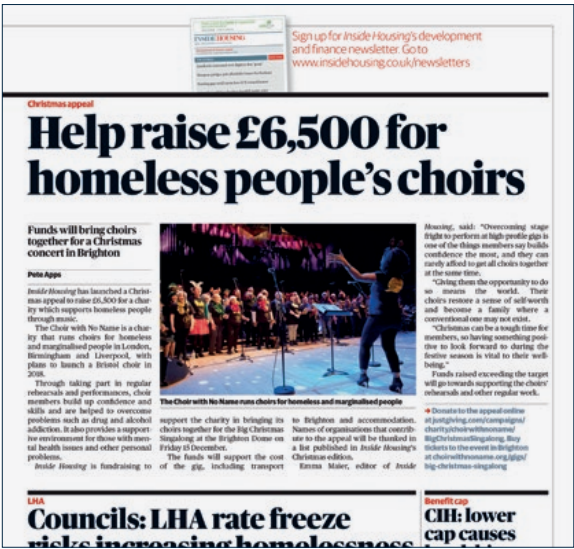 INSIDEHOUSING
Sign up for Inside Housing's development
and finance newsletter. Go to
www.insidehousing.co.uk/newsletters
Christmas appeal
Help raise £6,500 for
homeless people's choirs
Funds will bring choirs
together for a Christmas
concert in Brighton
Pete Apps
Inside Housing has launched a Christ-
mas appeal to raise £6,500 for a char-
ity which supports homeless people
through music.
The Choir with No Name is a char-
ity that runs choirs for homeless
and marginalised people in London,
Birmingham and Liverpool, with
plans to launch a Bristol choir in
2018.
Through taking part in regular
rehearsals and performances, choir
members build up confidence and
skills and are helped to overcome
problems such as drug and alcohol
addiction. It also provides a support-
ive environment for those with men-
tal health issues and other personal
problems.
Inside Housing is fundraising to
The Choir with No Name runs choirs for homeless and marginalised people
support the charity in bringing its
choirs together for the Big Christmas
Singalong at the Brighton Dome on
Friday 15 December.
The funds will support the cost
of the gig, including transport
to Brighton and accommodation.
Names of organisations that contrib-
ute to the appeal will be thanked in
a list published in Inside Housing's
Christmas edition.
Emma Maier, editor of Inside
Housing, said: "Overcoming stage
fright to perform at high-profile gigs is
one of the things members say builds
confidence the most, and they can
rarely afford to get all choirs together
at the same time.
"Giving them the opportunity to do
so means the world. Their
choirs restore a sense of self-worth
and become a family where a
conventional one may not exist.
"Christmas can be a tough time for
members, so having something posi-
tive to look forward to during the
festive season is vital to their well-
being."
Funds raised exceeding the target
will go towards supporting the choirs'
rehearsals and other regular work.
→ Donate to the appeal online
at justgiving.com/campaigns/
charity/choirwithnoname/
BigChristmasSingalong. Buy
tickets to the event in Brighton
at choirwithnoname.org/gigs/
big-christmas-singalong
LHA
Councils: LHA rate freeze
risks increasing homelessness
Benefit cap
CIH: lower
cap causes